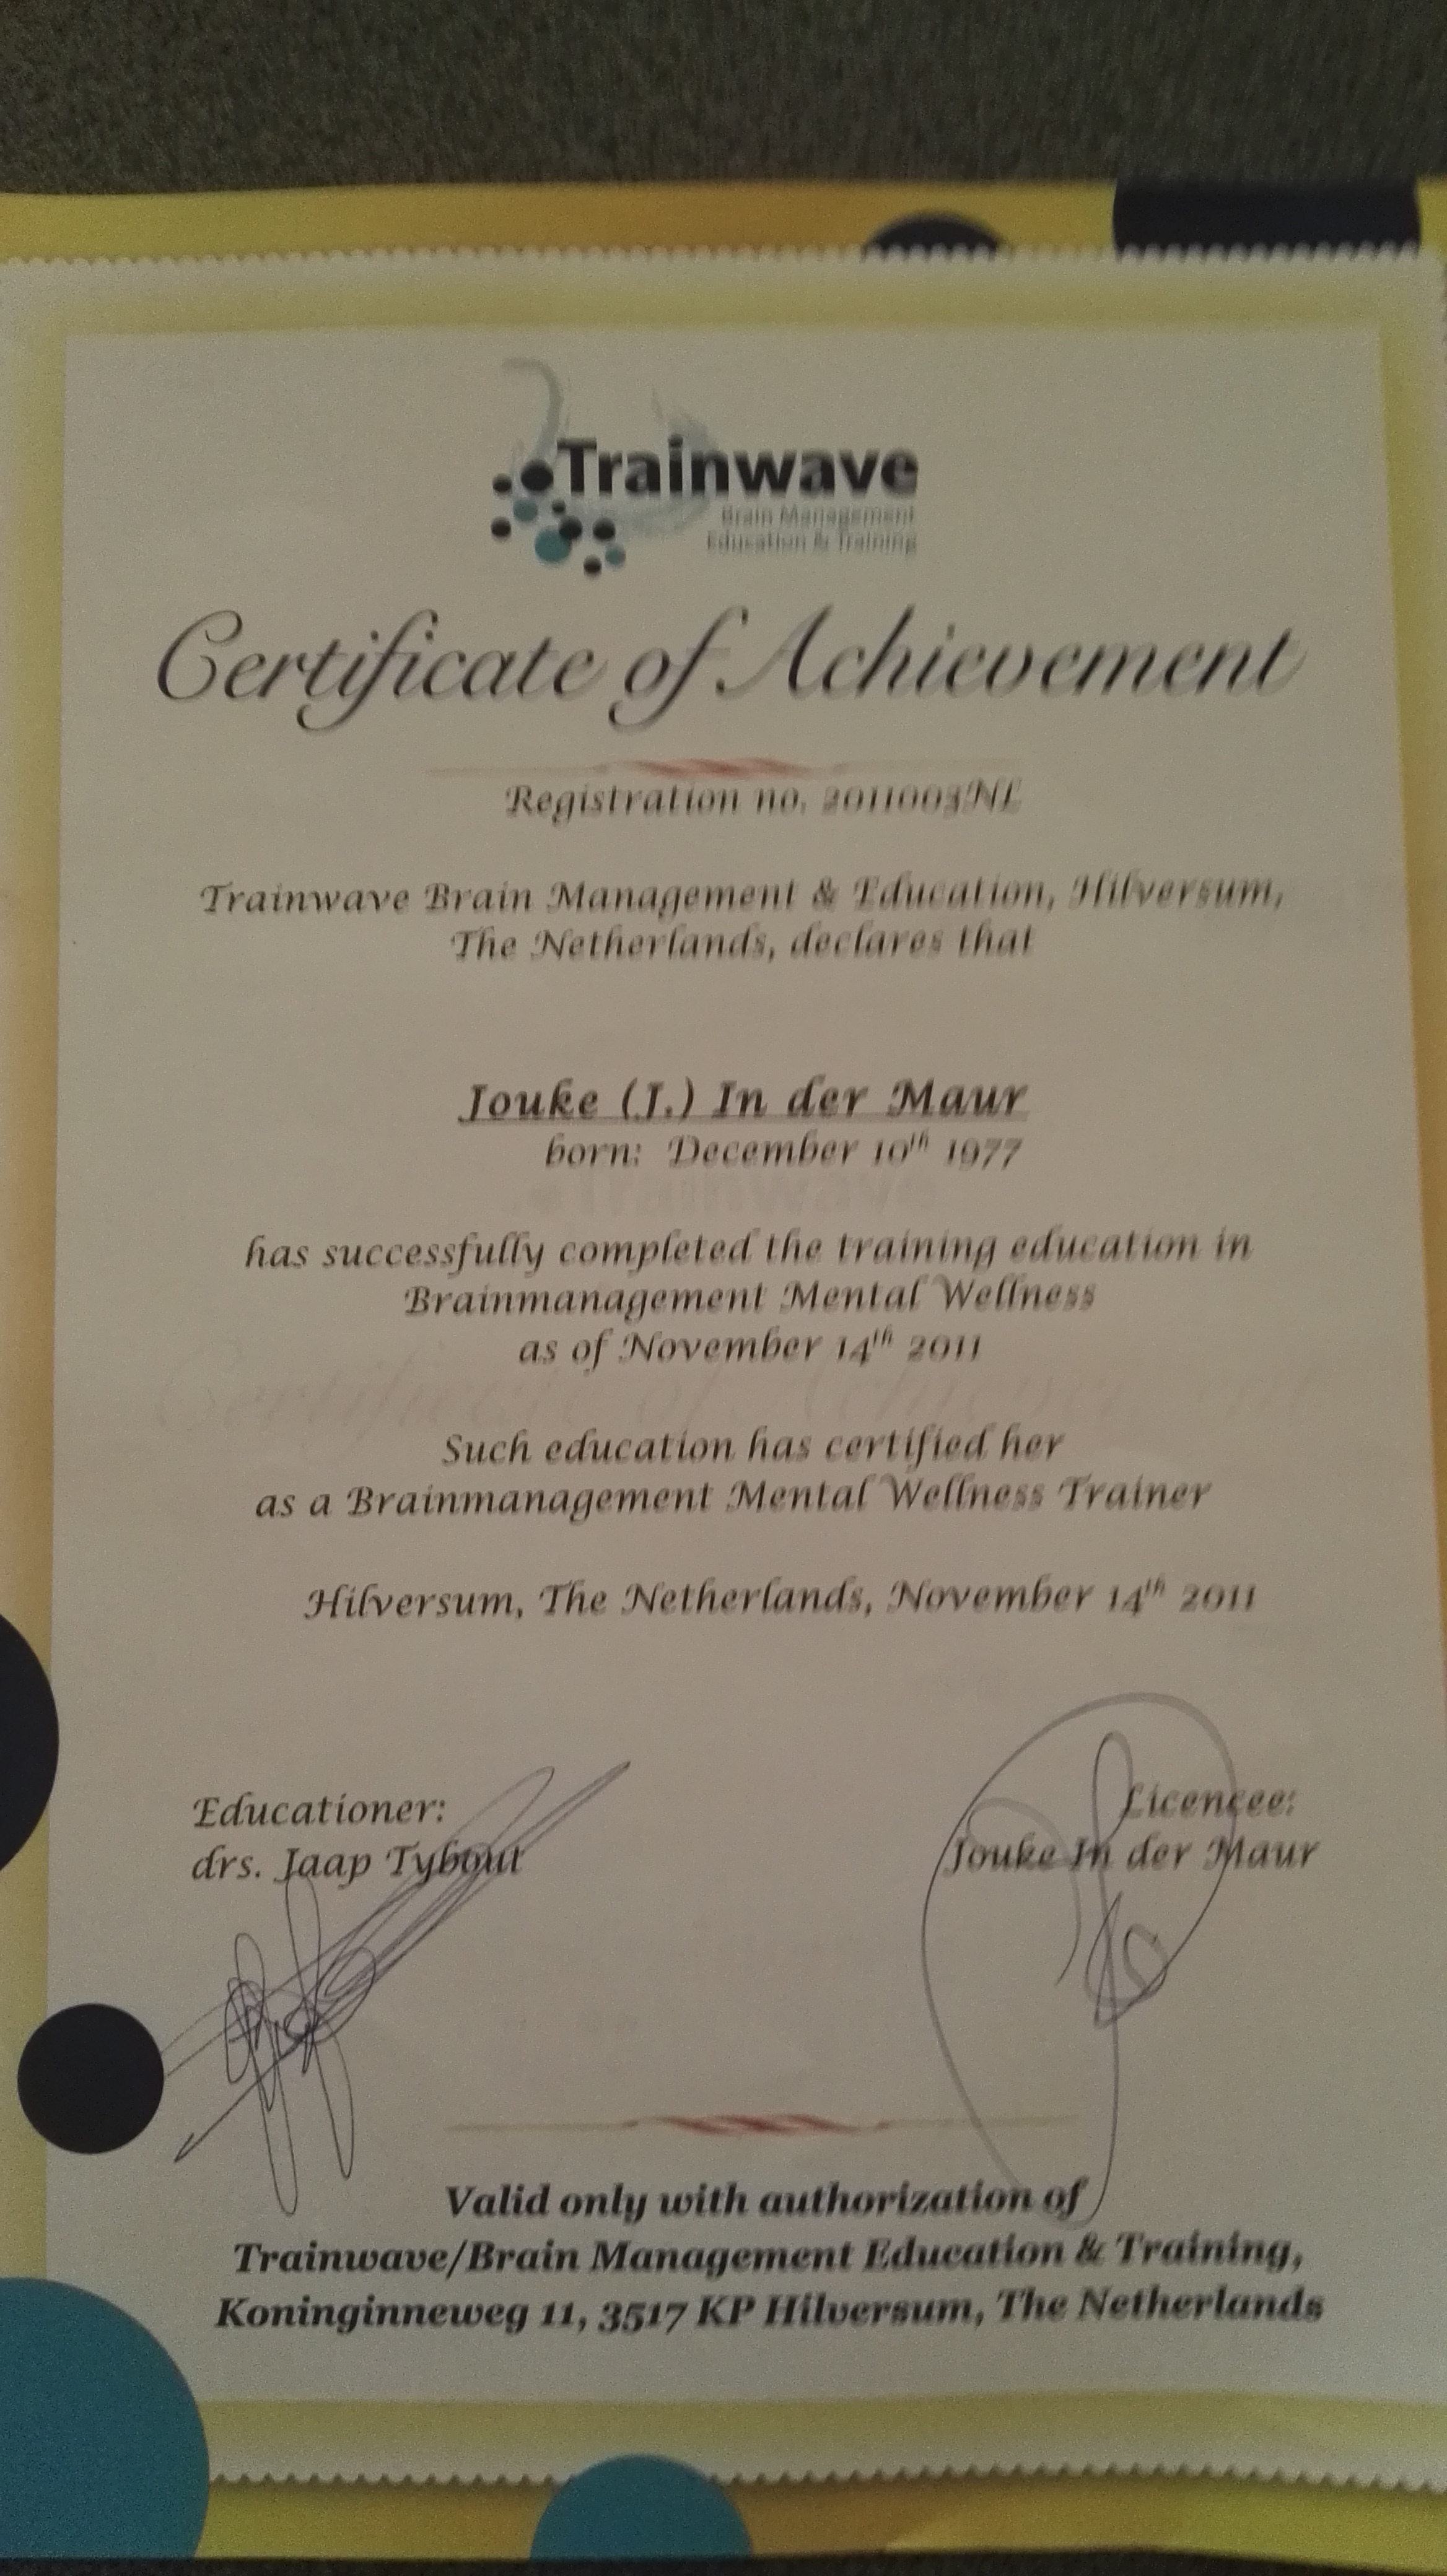 Trainwave
Brain Management
Education & Training
Certificate of Achievement
Registration no. 2011003NL
Trainwave Brain Management & Education, Hilversum,
The Netherlands, declares that
Jouke (J.) In der Maur
born: December 10th 1977
has successfully completed the training education in
Brainmanagement Mental Wellness
as of November 14th 2011
Such education has certified her
as a Brainmanagement Mental Wellness Trainer
Hilversum, The Netherlands, November 14th 2011
Educationer:
drs. Jaap Tybout
Licencee:
Jouke In der Maur
Valid only with authorization of
Trainwave/Brain Management Education & Training,
Koninginneweg 11, 3517 KP Hilversum, The Netherlands